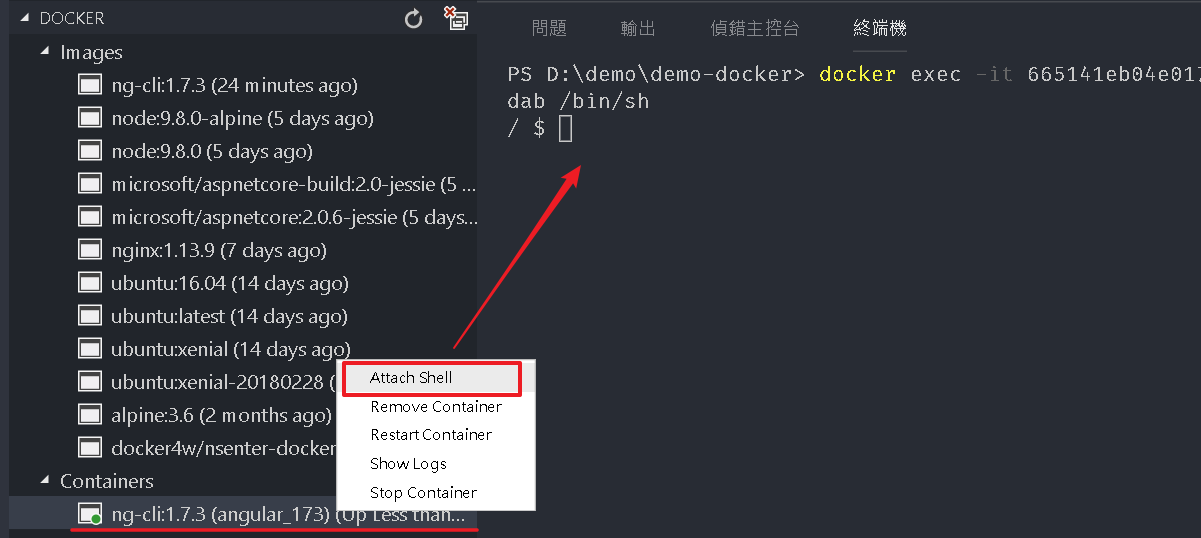 DOCKER
Images
ng-cli:1.7.3 (24 minutes ago)
node:9.8.0-alpine (5 days ago)
node:9.8.0 (5 days ago)
microsoft/aspnetcore-build:2.0-jessie (5 ...
microsoft/aspnetcore:2.0.6-jessie (5 days...
nginx:1.13.9 (7 days ago)
ubuntu:16.04 (14 days ago)
ubuntu:latest (14 days ago)
ubuntu:xenial (14 days ago)
ubuntu:xenial-20180228 (
alpine:3.6 (2 months ago)
docker4w/nsenter-docker
Containers
ng-cli:1.7.3 (angular_173) (Up Less than...
Attach Shell
Remove Container
Restart Container
Show Logs
Stop Container
問題 輸出 偵錯主控台 終端機
PS D:\demo\demo-docker> docker exec -it 665141eb04e017
dab /bin/sh
/ $